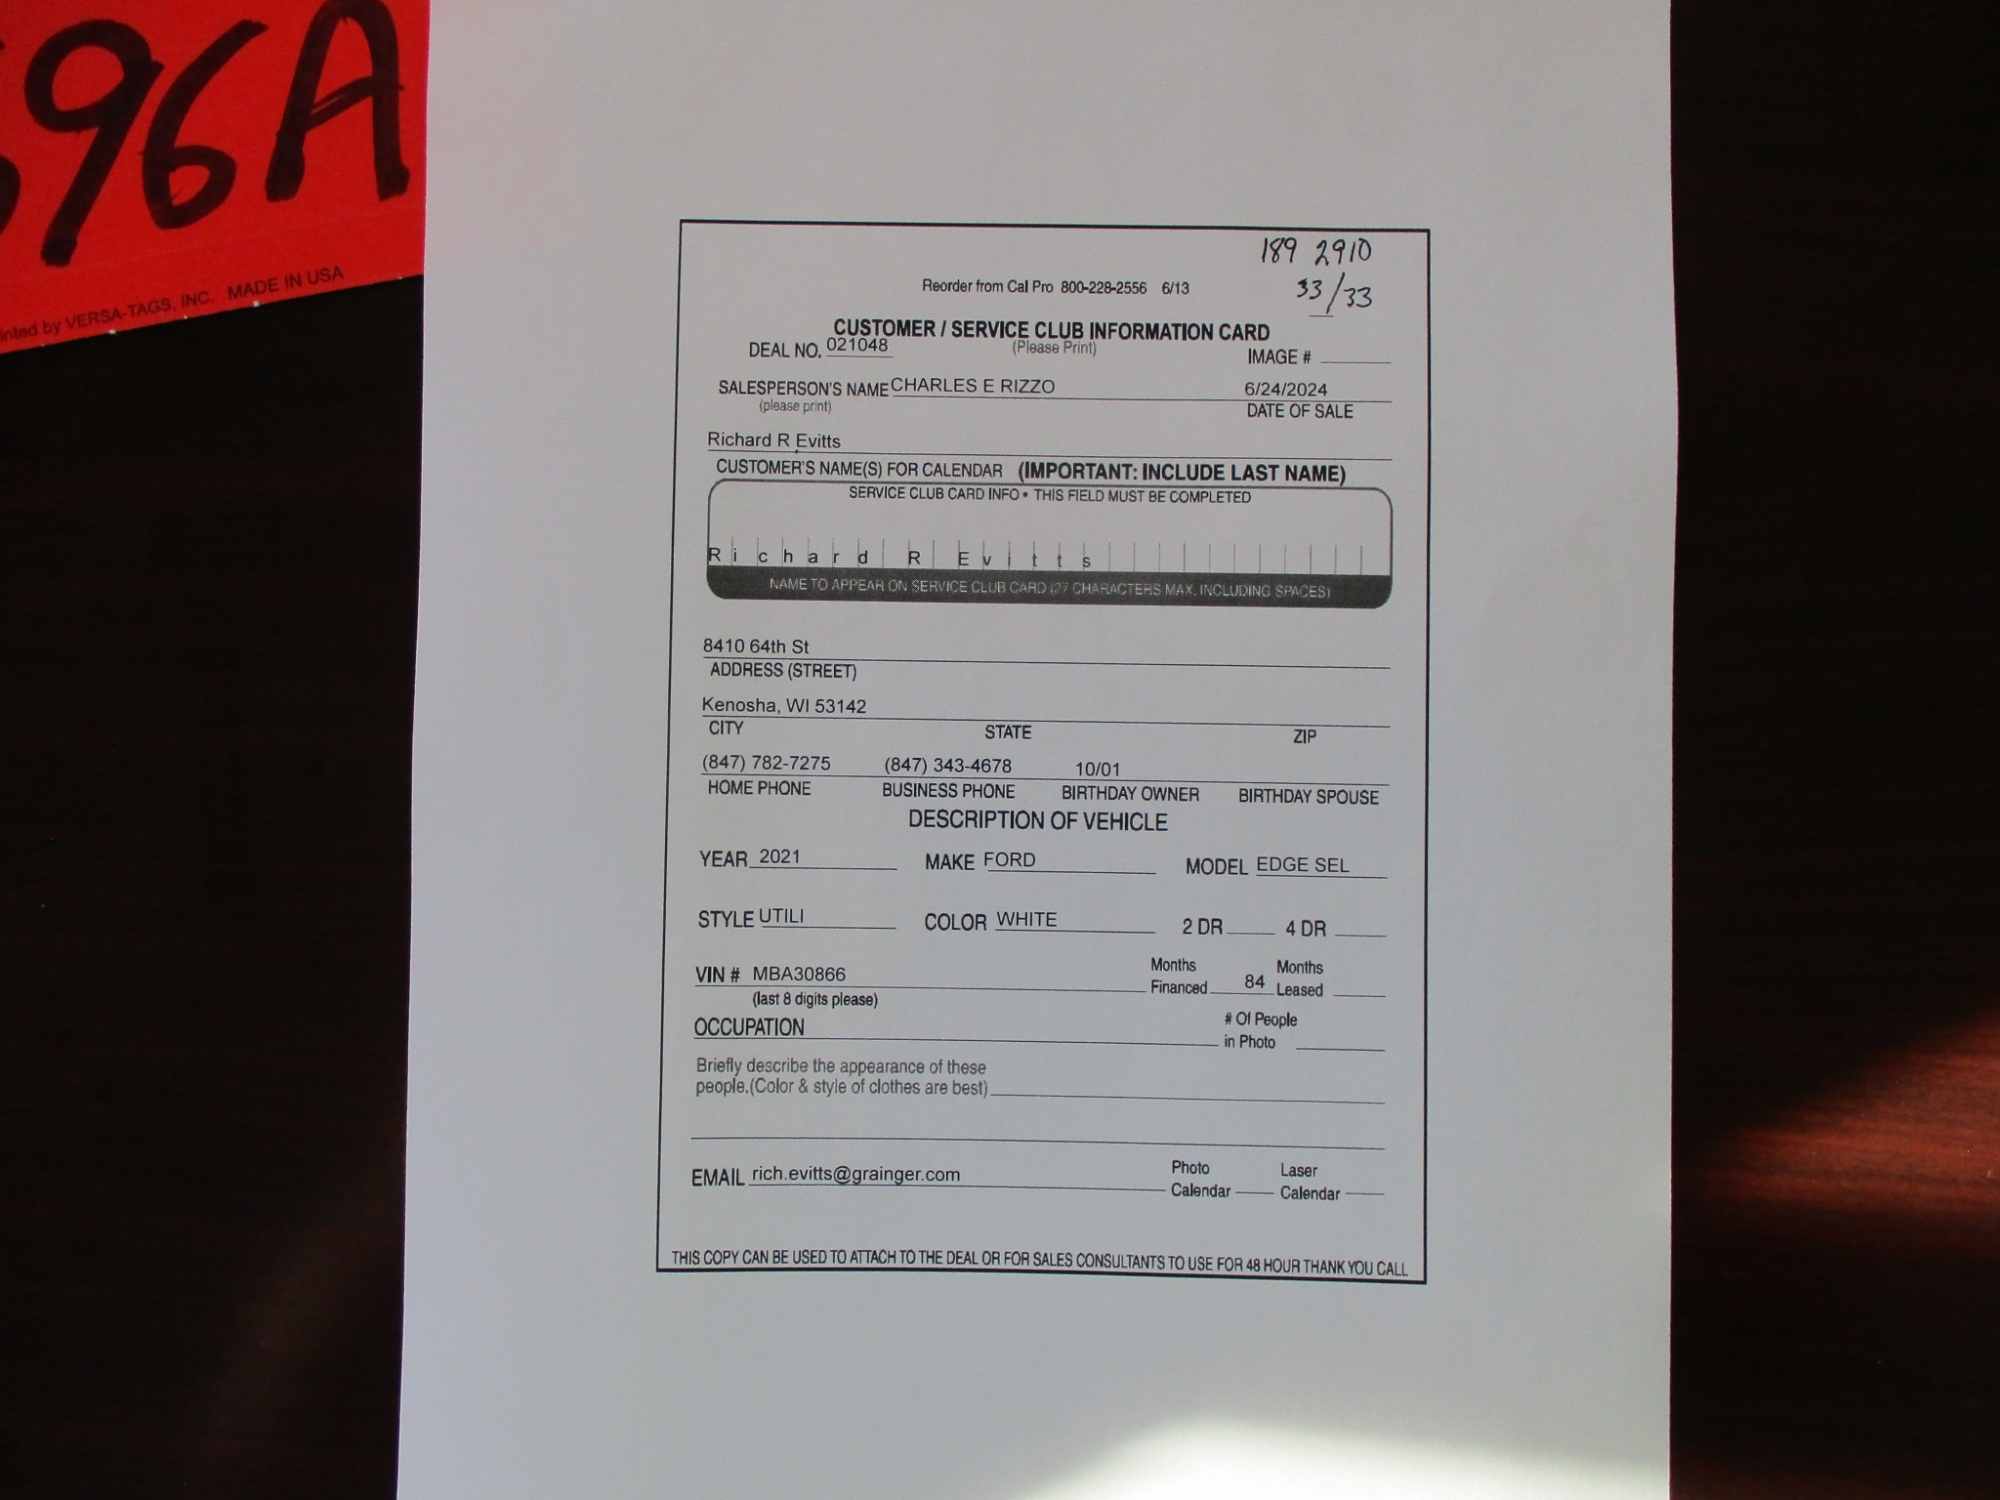 96A
inted by VERSA-TAGS, INC. MADE IN USA
189 2910
Reorder from Cal Pro 800-228-2556 6/13
33/33
CUSTOMER / SERVICE CLUB INFORMATION CARD
DEAL NO. 021048 (Please Print) IMAGE #
SALESPERSON'S NAME CHARLES E RIZZO 6/24/2024
(please print) DATE OF SALE
Richard R Evitts
CUSTOMER'S NAME(S) FOR CALENDAR (IMPORTANT: INCLUDE LAST NAME)
SERVICE CLUB CARD INFO • THIS FIELD MUST BE COMPLETED
Richard R Evitts
NAME TO APPEAR ON SERVICE CLUB CARD (27 CHARACTERS MAX. INCLUDING SPACES)
8410 64th St
ADDRESS (STREET)
Kenosha, WI 53142
CITY STATE ZIP
(847) 782-7275 (847) 343-4678 10/01
HOME PHONE BUSINESS PHONE BIRTHDAY OWNER BIRTHDAY SPOUSE
DESCRIPTION OF VEHICLE
YEAR 2021 MAKE FORD MODEL EDGE SEL
STYLE UTILI COLOR WHITE 2 DR 4 DR
VIN # MBA30866 Months Financed 84 Months Leased
(last 8 digits please)
OCCUPATION # Of People in Photo
Briefly describe the appearance of these
people.(Color & style of clothes are best)
EMAIL rich.evitts@grainger.com Photo Calendar Laser Calendar
THIS COPY CAN BE USED TO ATTACH TO THE DEAL OR FOR SALES CONSULTANTS TO USE FOR 48 HOUR THANK YOU CALL